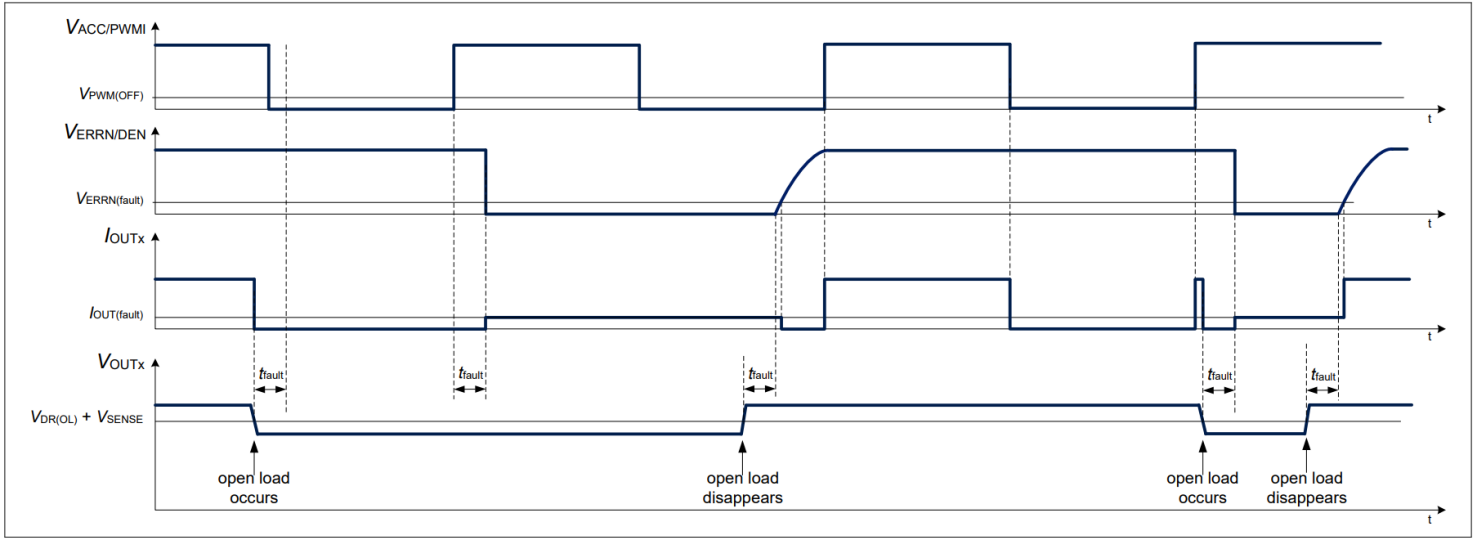 VACC/PWMI
VPWM(OFF)
t
VERRN/DEN
VERRN(fault)
t
IOUTx
IOUT(fault)
t
VOUTx
tfault tfault tfault tfault tfault
VDR(OL) + VSENSE
open load occurs
open load disappears
open load occurs
open load disappears
t